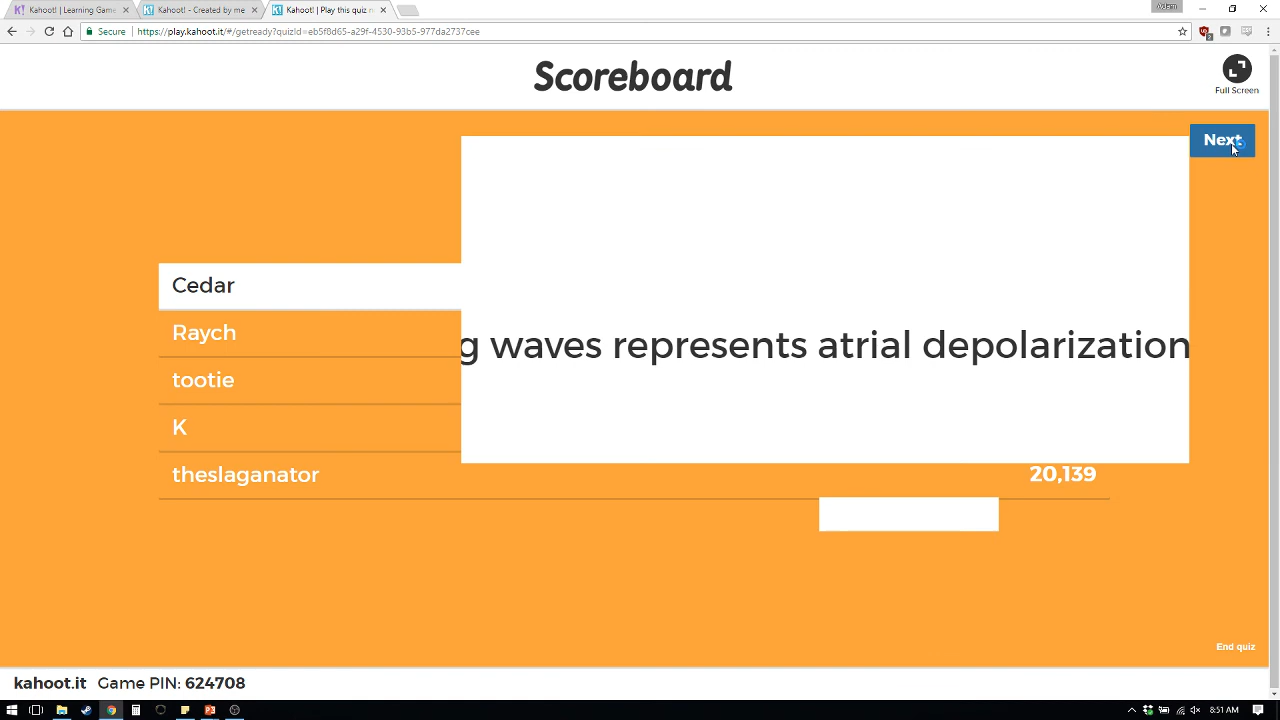 Adam
Kahoot! | Learning Game
Kahoot! - Created by me
Kahoot! | Play this quiz n
Secure
https://play.kahoot.it/#/getready?quizId=eb5f8d65-a29f-4530-93b5-977da2737cee
Scoreboard
Full Screen
Next
Cedar
Raych
g waves represents atrial depolarization
tootie
K
theslaganator 20,139
End quiz
kahoot.it Game PIN: 624708
8:51 AM